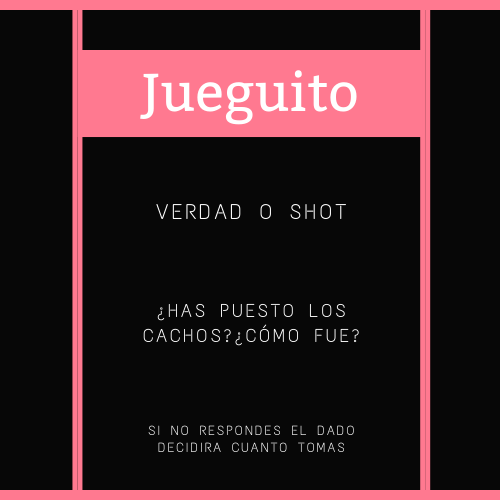 Jueguito
VERDAD O SHOT
¿HAS PUESTO LOS
CACHOS?¿CÓMO FUE?
SI NO RESPONDES EL DADO
DECIDIRA CUANTO TOMAS